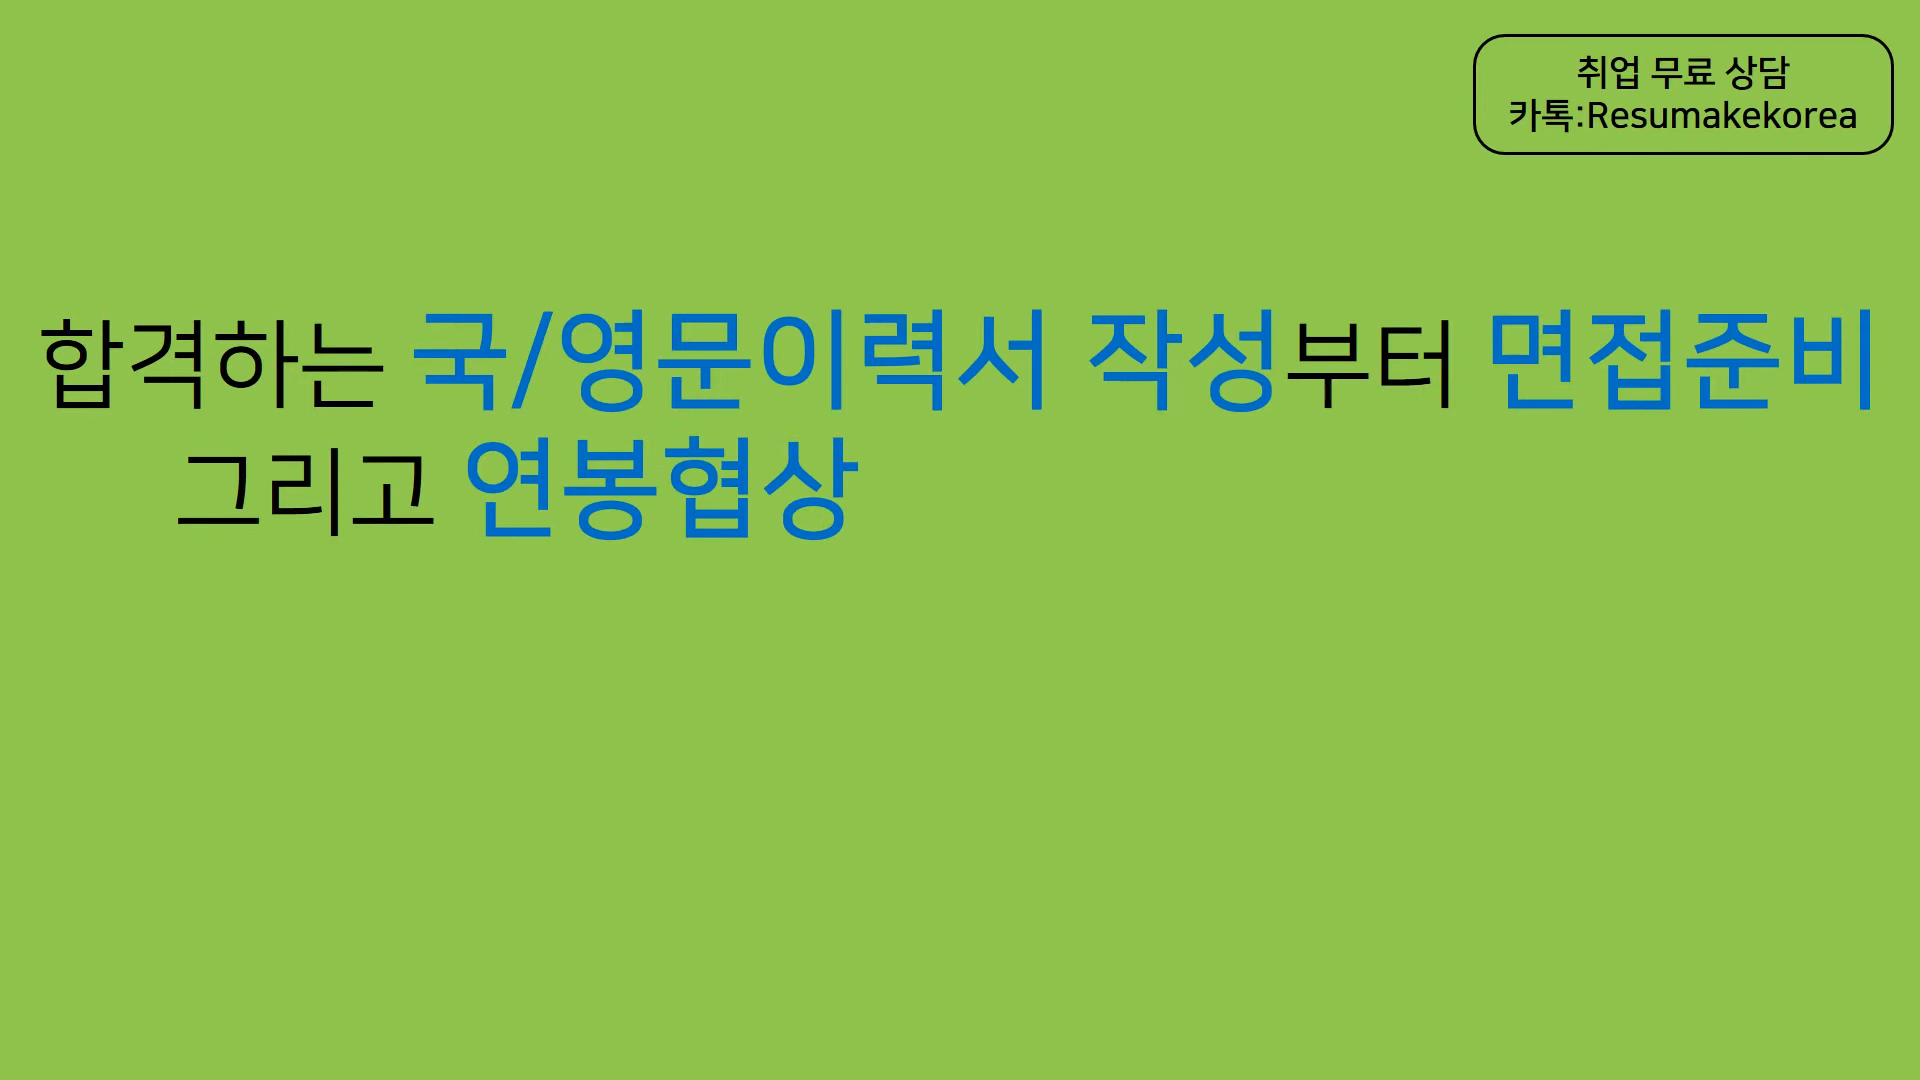 취업 무료 상담
카톡:Resumakekorea
합격하는 국/영문이력서 작성부터 면접준비
그리고 연봉협상